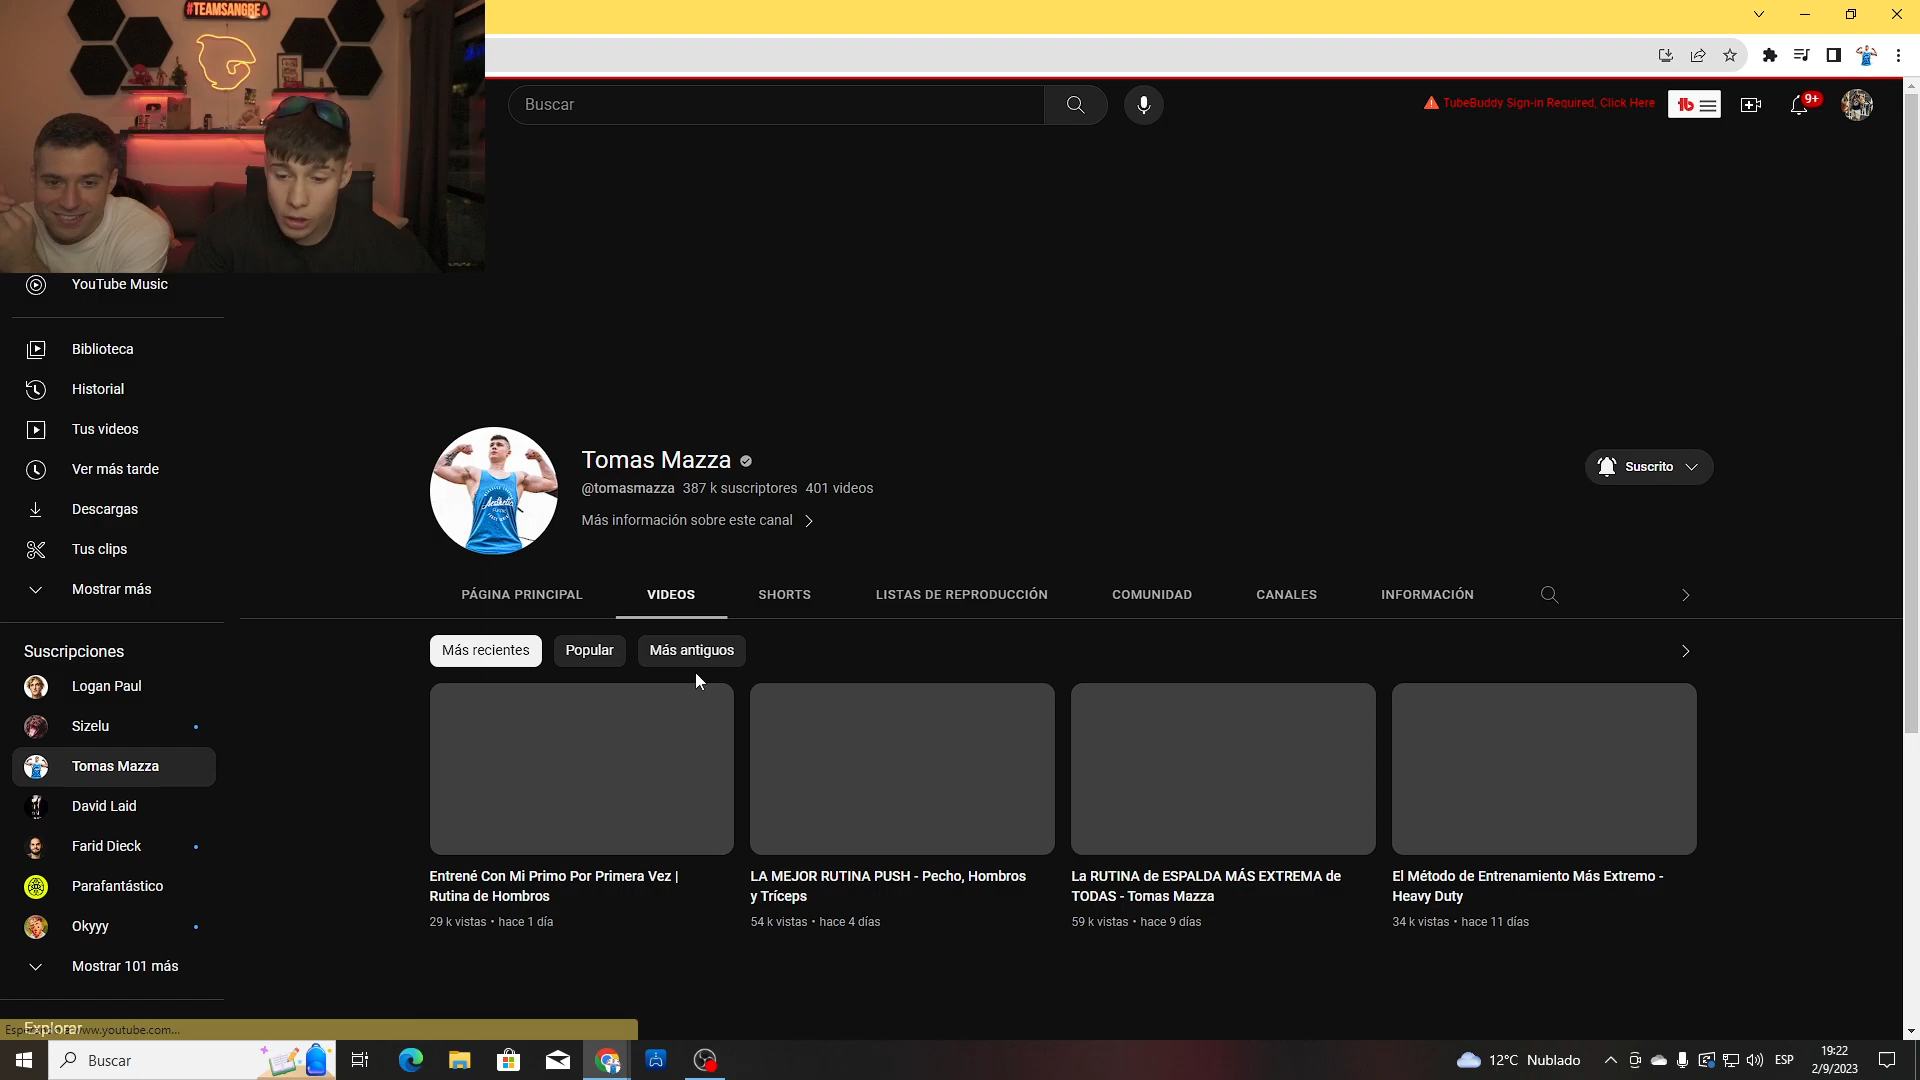 #TEAMSANGRE
Buscar
TubeBuddy Sign-in Required, Click Here
tb
9+
YouTube Music
Biblioteca
Historial
Tus videos
Ver más tarde
Descargas
Tus clips
Mostrar más
Suscripciones
Logan Paul
Sizelu
Tomas Mazza
David Laid
Farid Dieck
Parafantástico
Okyyy
Mostrar 101 más
Explorar
Tomas Mazza
@tomasmazza 387 k suscriptores 401 videos
Más información sobre este canal
Suscrito
PÁGINA PRINCIPAL VIDEOS SHORTS LISTAS DE REPRODUCCIÓN COMUNIDAD CANALES INFORMACIÓN
Más recientes Popular Más antiguos
Entrené Con Mi Primo Por Primera Vez |
Rutina de Hombros
29 k vistas • hace 1 día
LA MEJOR RUTINA PUSH - Pecho, Hombros
y Tríceps
54 k vistas • hace 4 días
La RUTINA de ESPALDA MÁS EXTREMA de
TODAS - Tomas Mazza
59 k vistas • hace 9 días
El Método de Entrenamiento Más Extremo -
Heavy Duty
34 k vistas • hace 11 días
www.youtube.com...
Buscar
12°C Nublado
ESP
19:22
2/9/2023